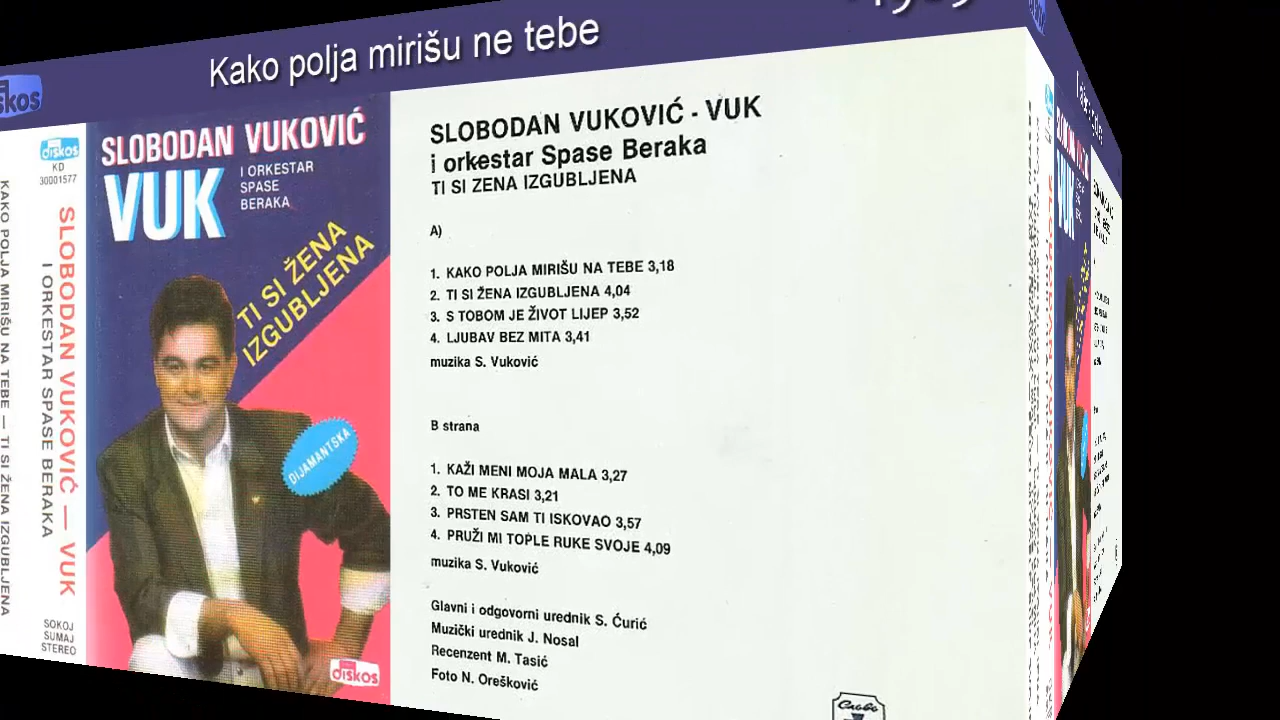 Kako polja mirišu ne tebe
diskos
KD
30001577
SLOBODAN VUKOVIĆ — VUK
I ORKESTAR SPASE BERAKA
KAKO POLJA MIRIŠU NA TEBE — TI SI ŽENA IZGUBLJENA
SOKOJ
SUMAJ
STEREO
SLOBODAN VUKOVIĆ
VUK
I ORKESTAR
SPASE
BERAKA
TI SI ŽENA
IZGUBLJENA
DIJAMANTSKA
diskos
SLOBODAN VUKOVIĆ - VUK
i orkestar Spase Beraka
TI SI ZENA IZGUBLJENA
A)
1. KAKO POLJA MIRIŠU NA TEBE 3,18
2. TI SI ŽENA IZGUBLJENA 4,04
3. S TOBOM JE ŽIVOT LIJEP 3,52
4. LJUBAV BEZ MITA 3,41
muzika S. Vuković
B strana
1. KAŽI MENI MOJA MALA 3,27
2. TO ME KRASI 3,21
3. PRSTEN SAM TI ISKOVAO 3,57
4. PRUŽI MI TOPLE RUKE SVOJE 4,09
muzika S. Vuković
Glavni i odgovorni urednik S. Ćurić
Muzički urednik J. Nosal
Recenzent M. Tasić
Foto N. Orešković